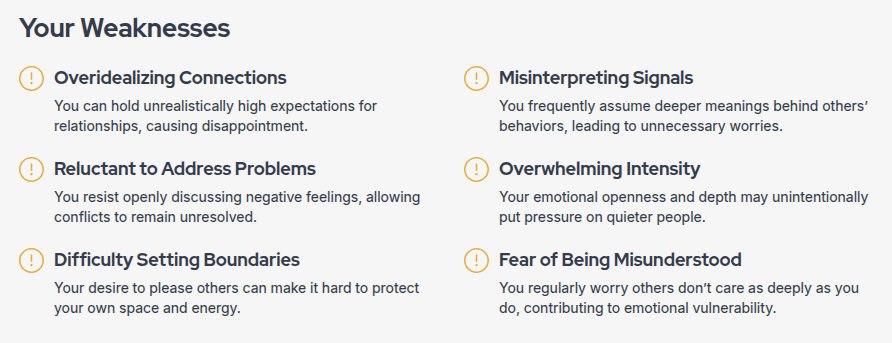 Your Weaknesses
Overidealizing Connections
You can hold unrealistically high expectations for
relationships, causing disappointment.
Misinterpreting Signals
You frequently assume deeper meanings behind others’
behaviors, leading to unnecessary worries.
Reluctant to Address Problems
You resist openly discussing negative feelings, allowing
conflicts to remain unresolved.
Overwhelming Intensity
Your emotional openness and depth may unintentionally
put pressure on quieter people.
Difficulty Setting Boundaries
Your desire to please others can make it hard to protect
your own space and energy.
Fear of Being Misunderstood
You regularly worry others don’t care as deeply as you
do, contributing to emotional vulnerability.